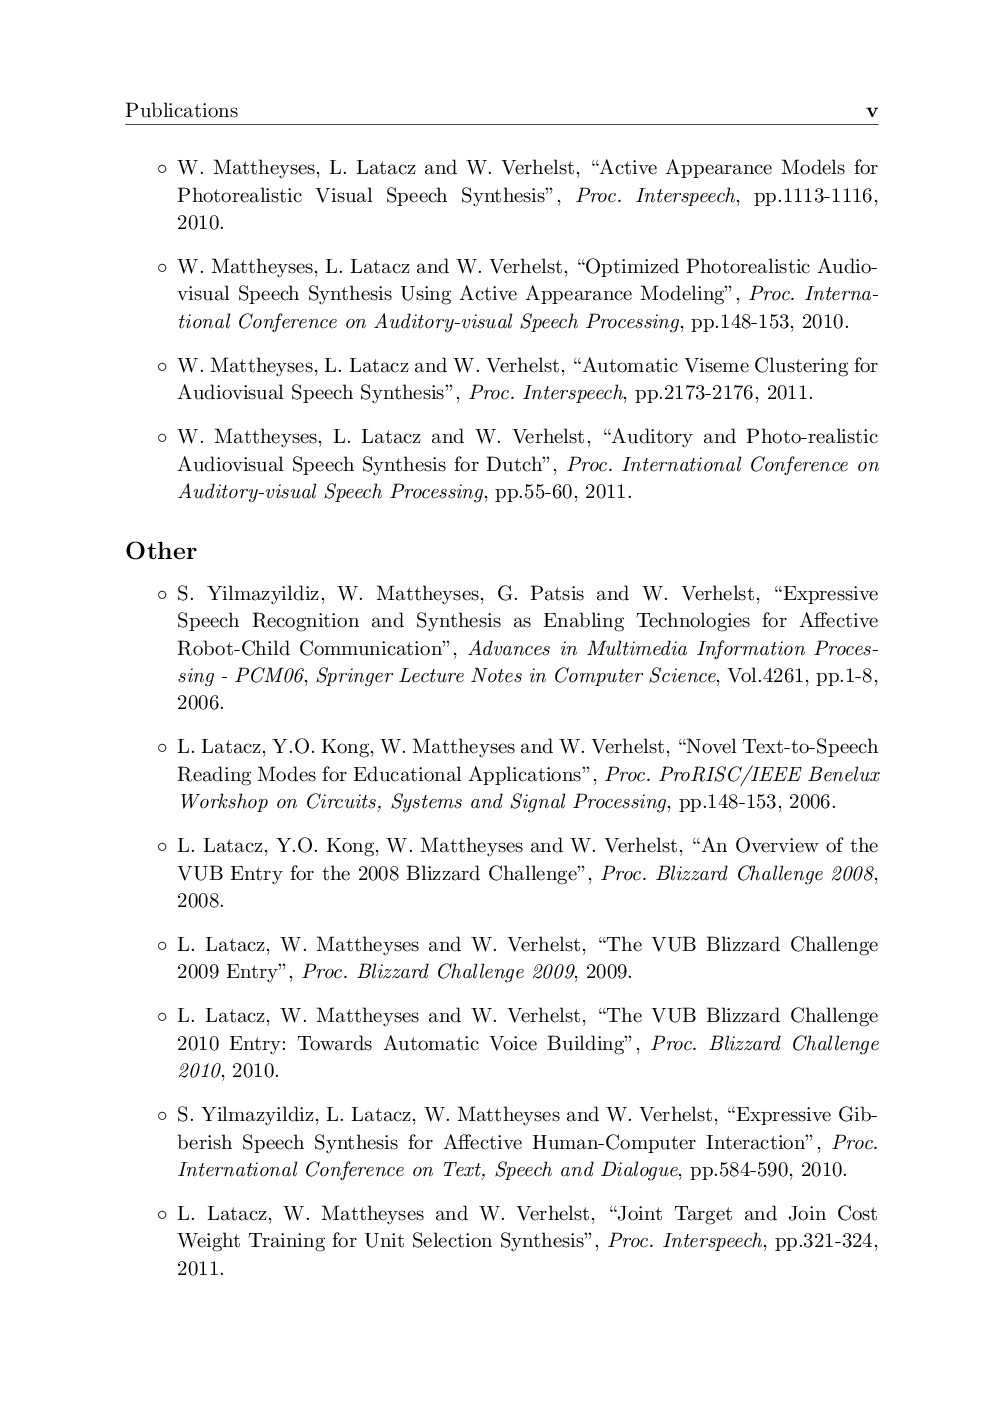 Publications v
◦ W. Mattheyses, L. Latacz and W. Verhelst, “Active Appearance Models for
Photorealistic Visual Speech Synthesis”, Proc. Interspeech, pp.1113-1116,
2010.
◦ W. Mattheyses, L. Latacz and W. Verhelst, “Optimized Photorealistic Audio-
visual Speech Synthesis Using Active Appearance Modeling”, Proc. Interna-
tional Conference on Auditory-visual Speech Processing, pp.148-153, 2010.
◦ W. Mattheyses, L. Latacz and W. Verhelst, “Automatic Viseme Clustering for
Audiovisual Speech Synthesis”, Proc. Interspeech, pp.2173-2176, 2011.
◦ W. Mattheyses, L. Latacz and W. Verhelst, “Auditory and Photo-realistic
Audiovisual Speech Synthesis for Dutch”, Proc. International Conference on
Auditory-visual Speech Processing, pp.55-60, 2011.
Other
◦ S. Yilmazyildiz, W. Mattheyses, G. Patsis and W. Verhelst, “Expressive
Speech Recognition and Synthesis as Enabling Technologies for Affective
Robot-Child Communication”, Advances in Multimedia Information Proces-
sing - PCM06, Springer Lecture Notes in Computer Science, Vol.4261, pp.1-8,
2006.
◦ L. Latacz, Y.O. Kong, W. Mattheyses and W. Verhelst, “Novel Text-to-Speech
Reading Modes for Educational Applications”, Proc. ProRISC/IEEE Benelux
Workshop on Circuits, Systems and Signal Processing, pp.148-153, 2006.
◦ L. Latacz, Y.O. Kong, W. Mattheyses and W. Verhelst, “An Overview of the
VUB Entry for the 2008 Blizzard Challenge”, Proc. Blizzard Challenge 2008,
2008.
◦ L. Latacz, W. Mattheyses and W. Verhelst, “The VUB Blizzard Challenge
2009 Entry”, Proc. Blizzard Challenge 2009, 2009.
◦ L. Latacz, W. Mattheyses and W. Verhelst, “The VUB Blizzard Challenge
2010 Entry: Towards Automatic Voice Building”, Proc. Blizzard Challenge
2010, 2010.
◦ S. Yilmazyildiz, L. Latacz, W. Mattheyses and W. Verhelst, “Expressive Gib-
berish Speech Synthesis for Affective Human-Computer Interaction”, Proc.
International Conference on Text, Speech and Dialogue, pp.584-590, 2010.
◦ L. Latacz, W. Mattheyses and W. Verhelst, “Joint Target and Join Cost
Weight Training for Unit Selection Synthesis”, Proc. Interspeech, pp.321-324,
2011.